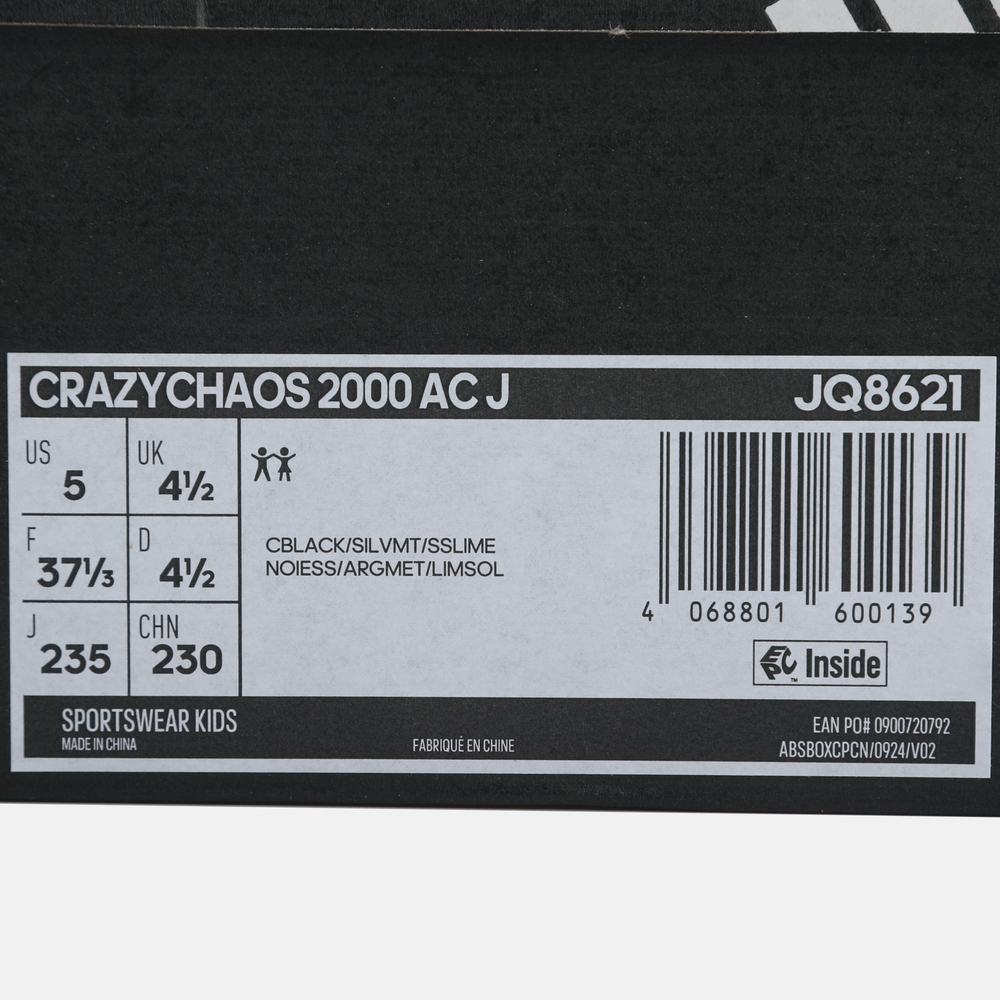 CRAZYCHAOS 2000 AC J
JQ8621
US
5
UK
4½
F
37⅓
D
4½
J
235
CHN
230
CBLACK/SILVMT/SSLIME
NOIESS/ARGMET/LIMSOL
4 068801 600139
EPC Inside
™
SPORTSWEAR KIDS
MADE IN CHINA
FABRIQUÉ EN CHINE
EAN PO# 0900720792
ABSBOXCPCN/0924/V02